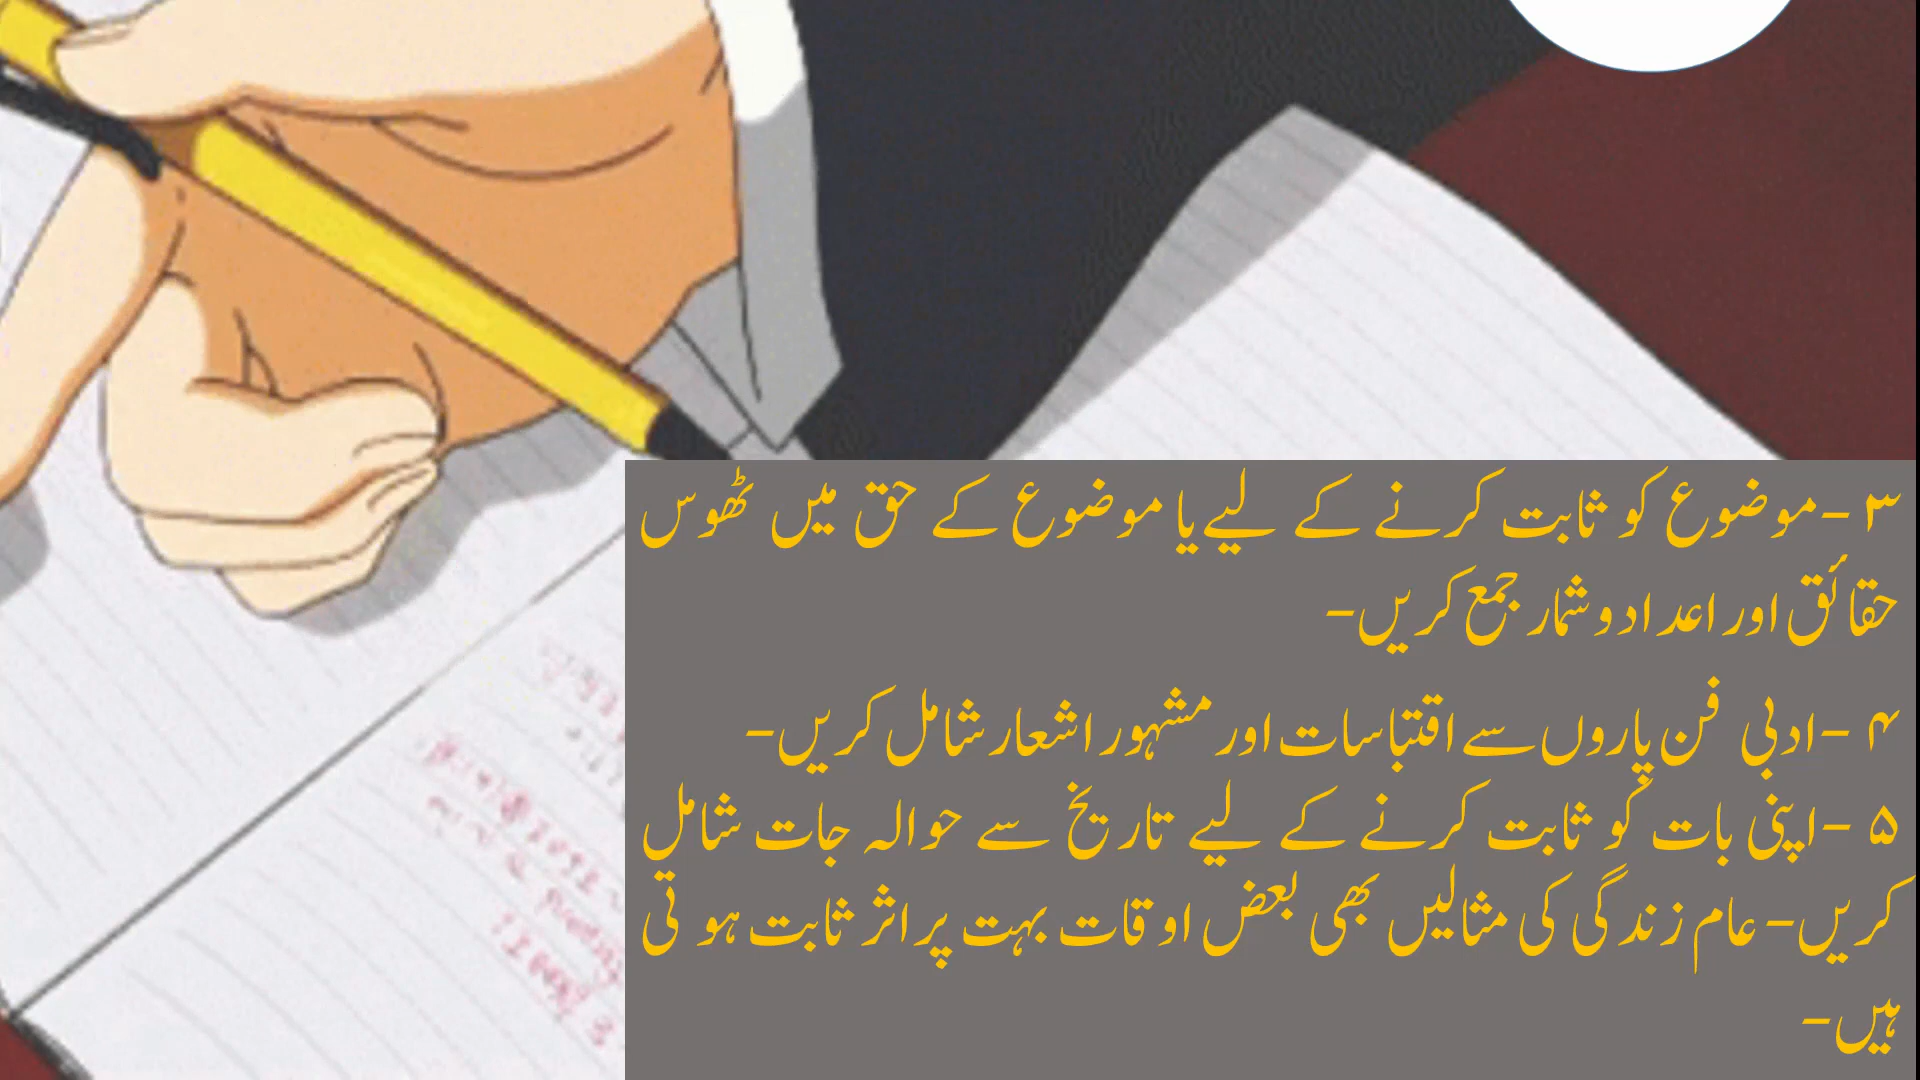 ۳ -موضوع کو ثابت کرنے کے لیے یا موضوع کے حق میں ٹھوس
حقائق اور اعداد و شمار جمع کریں-
۴ -ادبی فن پاروں سے اقتباسات اور مشہور اشعار شامل کریں-
۵ -اپنی بات کو ثابت کرنے کے لیے تاریخ سے حوالہ جات شامل
کریں- عام زندگی کی مثالیں بھی بعض اوقات بہت پر اثر ثابت ہوتی
ہیں-